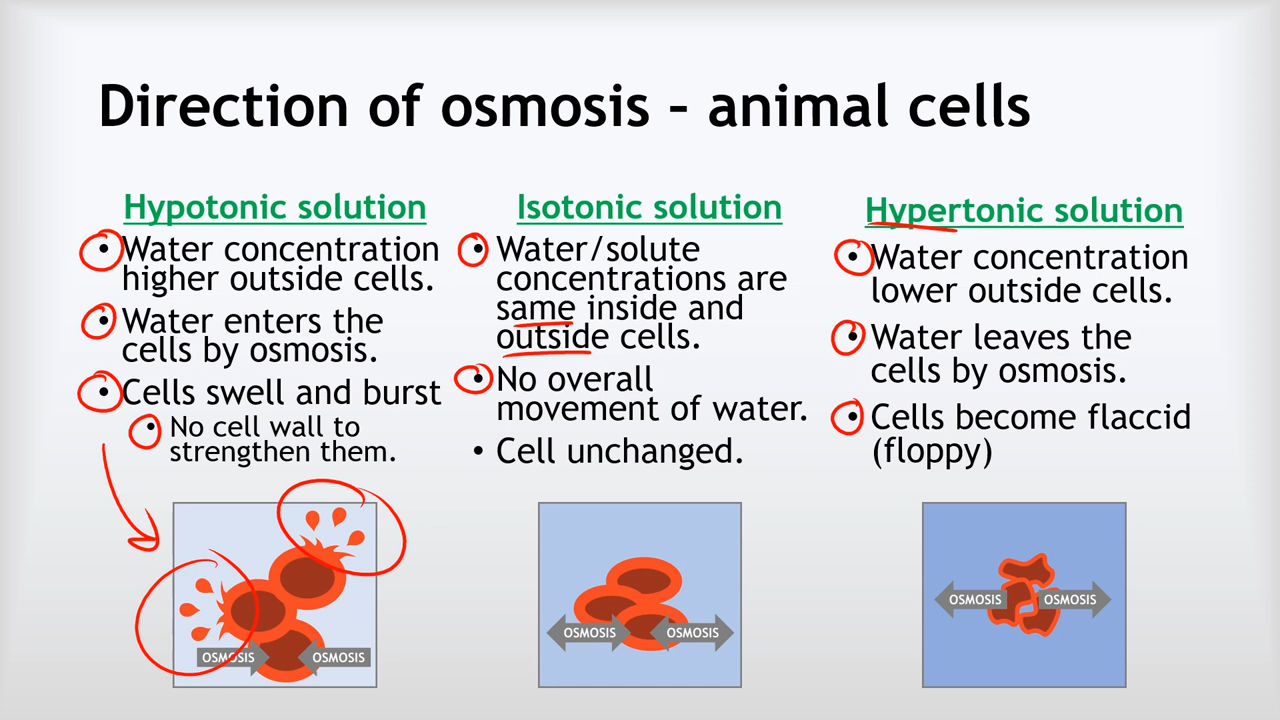 Direction of osmosis – animal cells
Hypotonic solution
• Water concentration
higher outside cells.
• Water enters the
cells by osmosis.
• Cells swell and burst
• No cell wall to
strengthen them.
OSMOSIS OSMOSIS
Isotonic solution
• Water/solute
concentrations are
same inside and
outside cells.
• No overall
movement of water.
• Cell unchanged.
OSMOSIS OSMOSIS
Hypertonic solution
• Water concentration
lower outside cells.
• Water leaves the
cells by osmosis.
• Cells become flaccid
(floppy)
OSMOSIS OSMOSIS